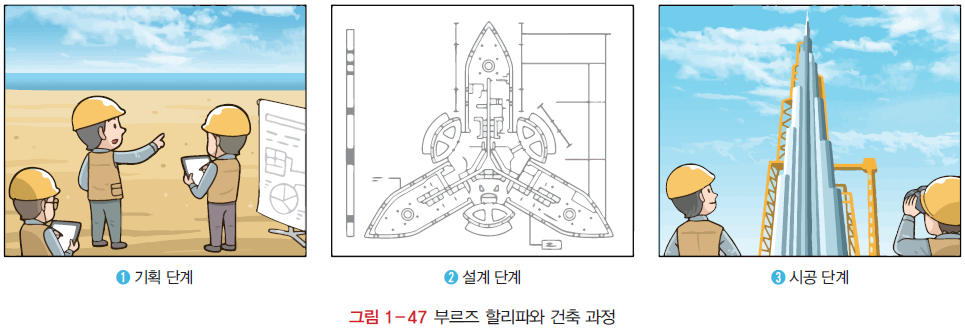 ❶ 기획 단계
❷ 설계 단계
❸ 시공 단계
그림 1-47 부르즈 할리파와 건축 과정